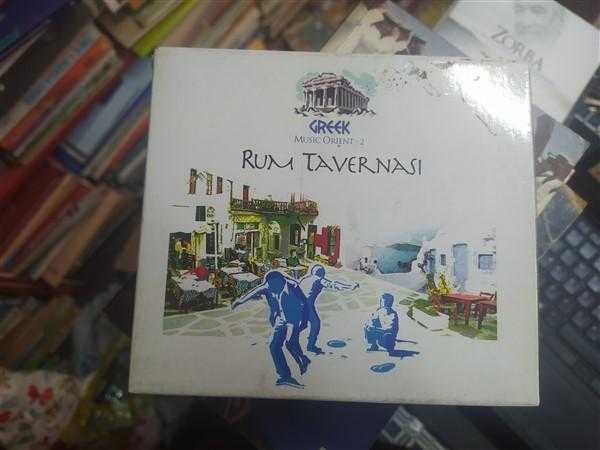 ZORBA
GREEK
MUSIC ORIENT - 2
RUM TAVERNASI